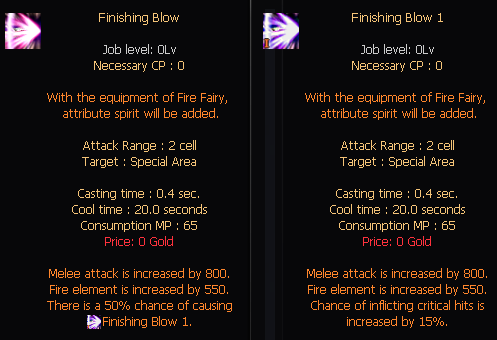 Finishing Blow
Job level: 0Lv
Necessary CP : 0
With the equipment of Fire Fairy,
attribute spirit will be added.
Attack Range : 2 cell
Target : Special Area
Casting time : 0.4 sec.
Cool time : 20.0 seconds
Consumption MP : 65
Price: 0 Gold
Melee attack is increased by 800.
Fire element is increased by 550.
There is a 50% chance of causing
Finishing Blow 1.
Finishing Blow 1
Job level: 0Lv
Necessary CP : 0
With the equipment of Fire Fairy,
attribute spirit will be added.
Attack Range : 2 cell
Target : Special Area
Casting time : 0.4 sec.
Cool time : 20.0 seconds
Consumption MP : 65
Price: 0 Gold
Melee attack is increased by 800.
Fire element is increased by 550.
Chance of inflicting critical hits is
increased by 15%.